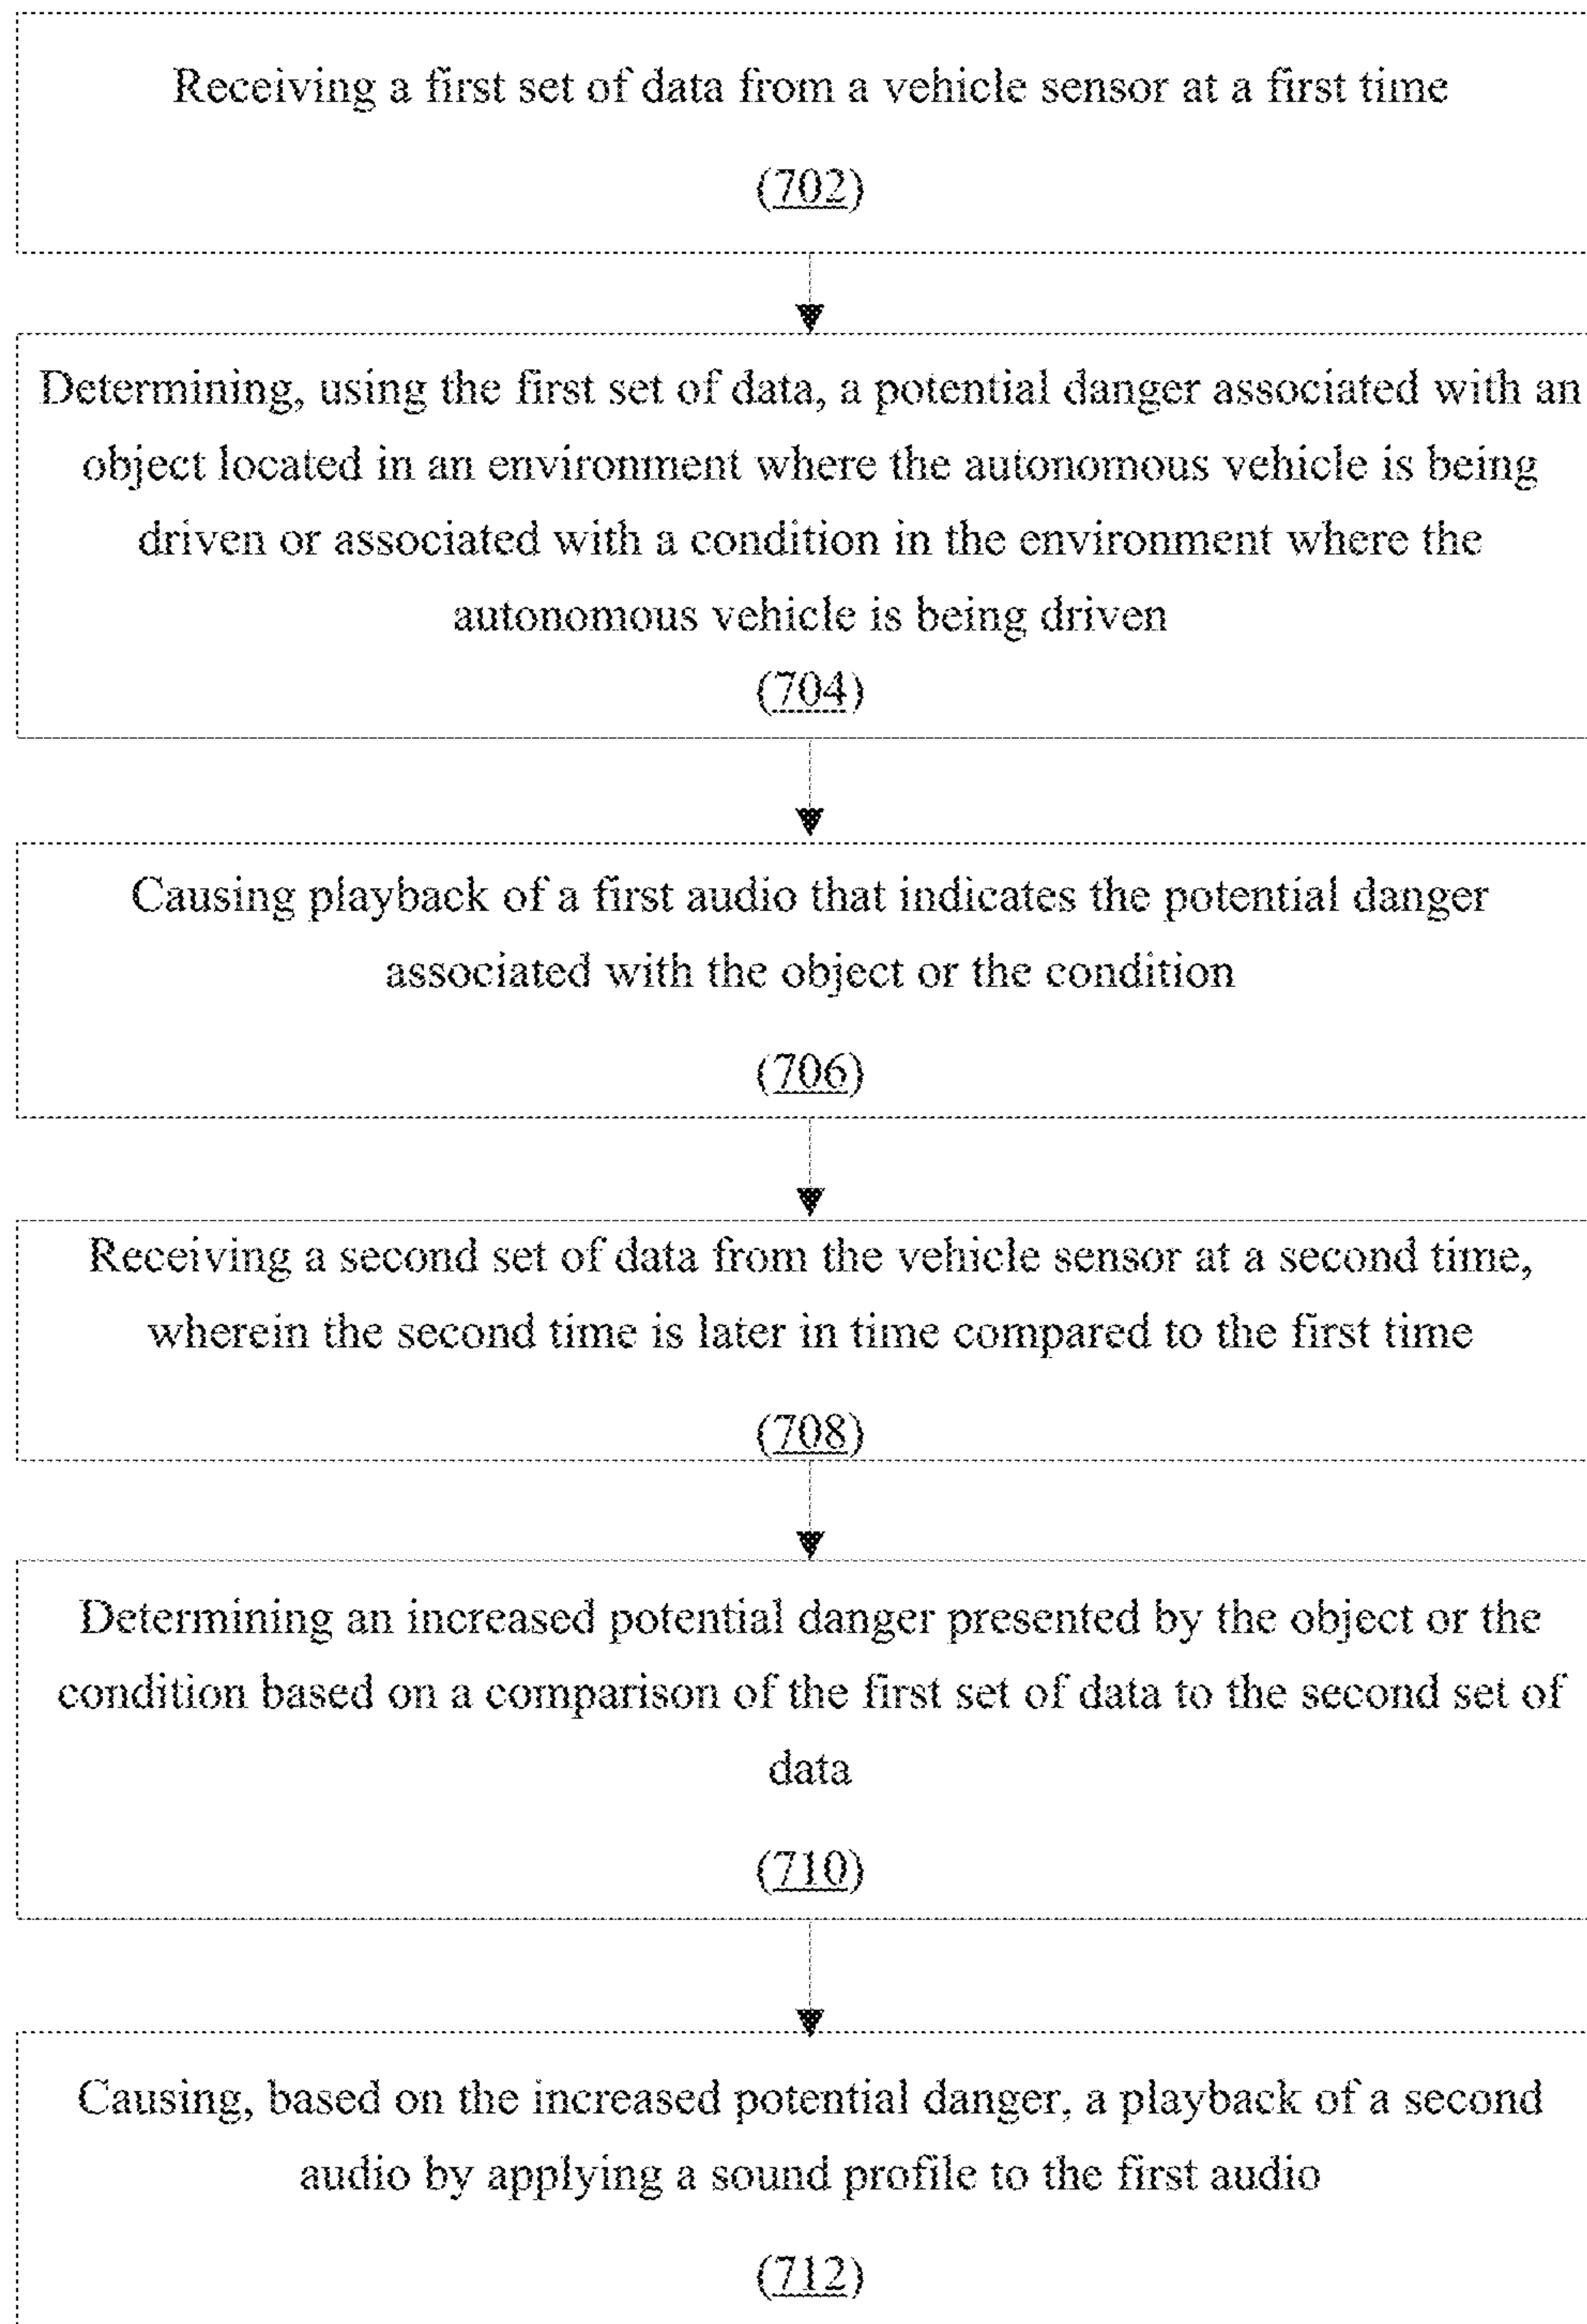 Receiving a first set of data from a vehicle sensor at a first time
(702)
Determining, using the first set of data, a potential danger associated with an
object located in an environment where the autonomous vehicle is being
driven or associated with a condition in the environment where the
autonomous vehicle is being driven
(704)
Causing playback of a first audio that indicates the potential danger
associated with the object or the condition
(706)
Receiving a second set of data from the vehicle sensor at a second time,
wherein the second time is later in time compared to the first time
(708)
Determining an increased potential danger presented by the object or the
condition based on a comparison of the first set of data to the second set of
data
(710)
Causing, based on the increased potential danger, a playback of a second
audio by applying a sound profile to the first audio
(712)